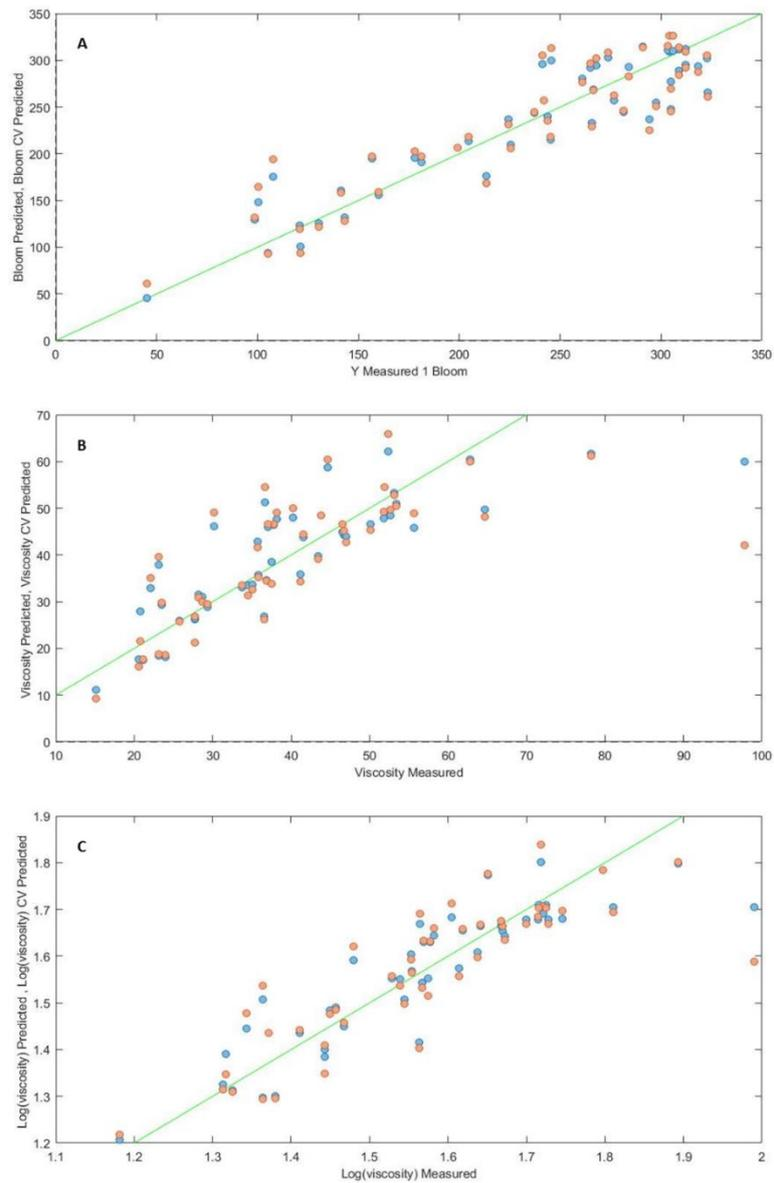 A
350
300
250
200
150
100
50
0
Bloom Predicted, Bloom CV Predicted
0 50 100 150 200 250 300 350
Y Measured 1 Bloom
B
70
60
50
40
30
20
10
0
Viscosity Predicted, Viscosity CV Predicted
10 20 30 40 50 60 70 80 90 100
Viscosity Measured
C
1.9
1.8
1.7
1.6
1.5
1.4
1.3
1.2
Log(viscosity) Predicted , Log(viscosity) CV Predicted
1.1 1.2 1.3 1.4 1.5 1.6 1.7 1.8 1.9 2
Log(viscosity) Measured